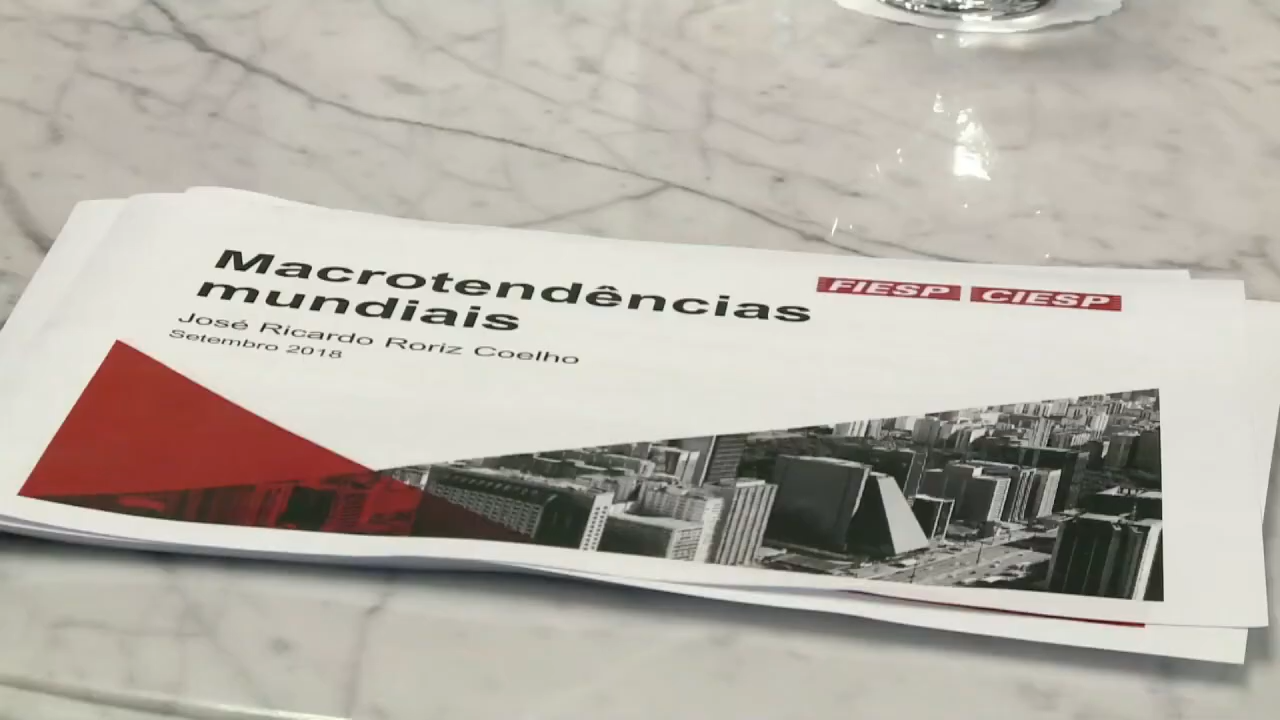 Macrotendências
mundiais
José Ricardo Roriz Coelho
Setembro 2018
FIESP CIESP